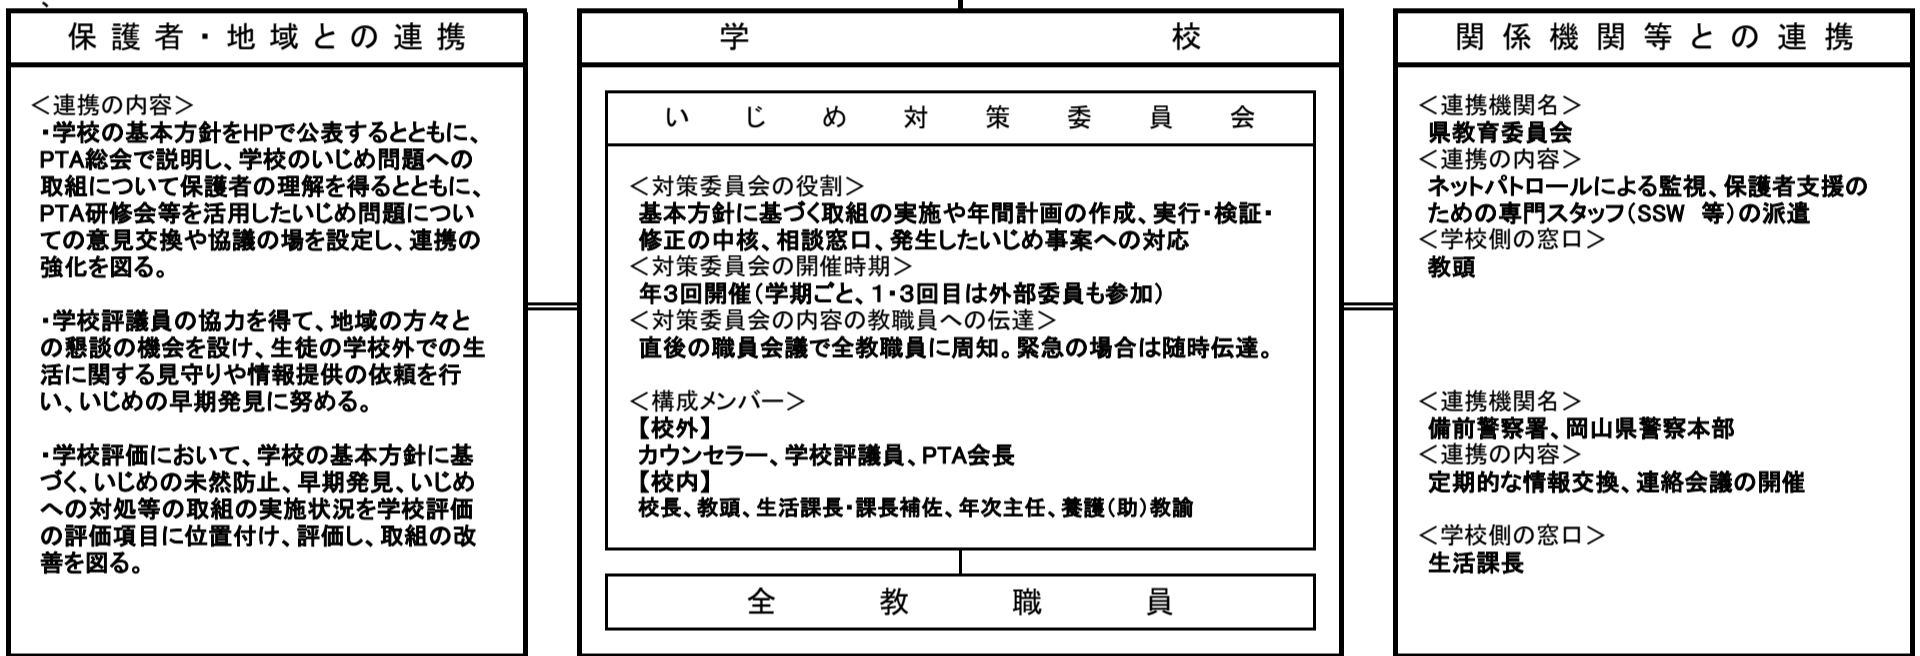 保護者・地域との連携
＜連携の内容＞
・学校の基本方針をHPで公表するとともに、
PTA総会で説明し、学校のいじめ問題への
取組について保護者の理解を得るとともに、
PTA研修会等を活用したいじめ問題につい
ての意見交換や協議の場を設定し、連携の
強化を図る。
・学校評議員の協力を得て、地域の方々と
の懇談の機会を設け、生徒の学校外での生
活に関する見守りや情報提供の依頼を行
い、いじめの早期発見に努める。
・学校評価において、学校の基本方針に基
づく、いじめの未然防止、早期発見、いじめ
への対処等の取組の実施状況を学校評価
の評価項目に位置付け、評価し、取組の改
善を図る。
学校
いじめ対策委員会
＜対策委員会の役割＞
基本方針に基づく取組の実施や年間計画の作成、実行・検証・
修正の中核、相談窓口、発生したいじめ事案への対応
＜対策委員会の開催時期＞
年3回開催（学期ごと、1・3回目は外部委員も参加）
＜対策委員会の内容の教職員への伝達＞
直後の職員会議で全教職員に周知。緊急の場合は随時伝達。
＜構成メンバー＞
【校外】
カウンセラー、学校評議員、PTA会長
【校内】
校長、教頭、生活課長・課長補佐、年次主任、養護（助）教諭
全教職員
関係機関等との連携
＜連携機関名＞
県教育委員会
＜連携の内容＞
ネットパトロールによる監視、保護者支援の
ための専門スタッフ（SSW 等）の派遣
＜学校側の窓口＞
教頭
＜連携機関名＞
備前警察署、岡山県警察本部
＜連携の内容＞
定期的な情報交換、連絡会議の開催
＜学校側の窓口＞
生活課長